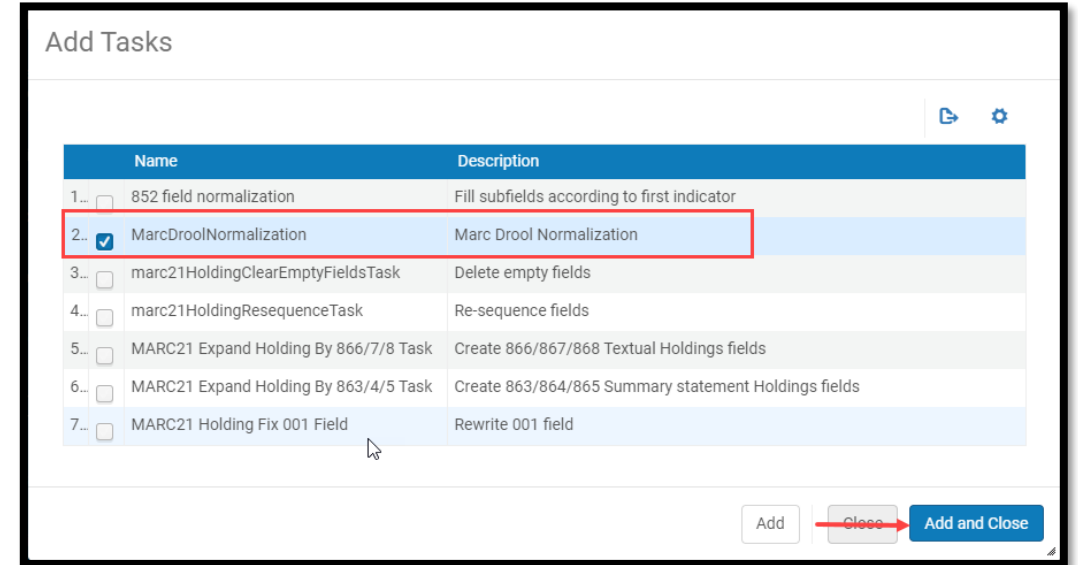 Add Tasks
Name Description
1... 852 field normalization Fill subfields according to first indicator
2.. MarcDroolNormalization Marc Drool Normalization
3... marc21HoldingClearEmptyFieldsTask Delete empty fields
4... marc21HoldingResequenceTask Re-sequence fields
5... MARC21 Expand Holding By 866/7/8 Task Create 866/867/868 Textual Holdings fields
6... MARC21 Expand Holding By 863/4/5 Task Create 863/864/865 Summary statement Holdings fields
7... MARC21 Holding Fix 001 Field Rewrite 001 field
Add Close Add and Close